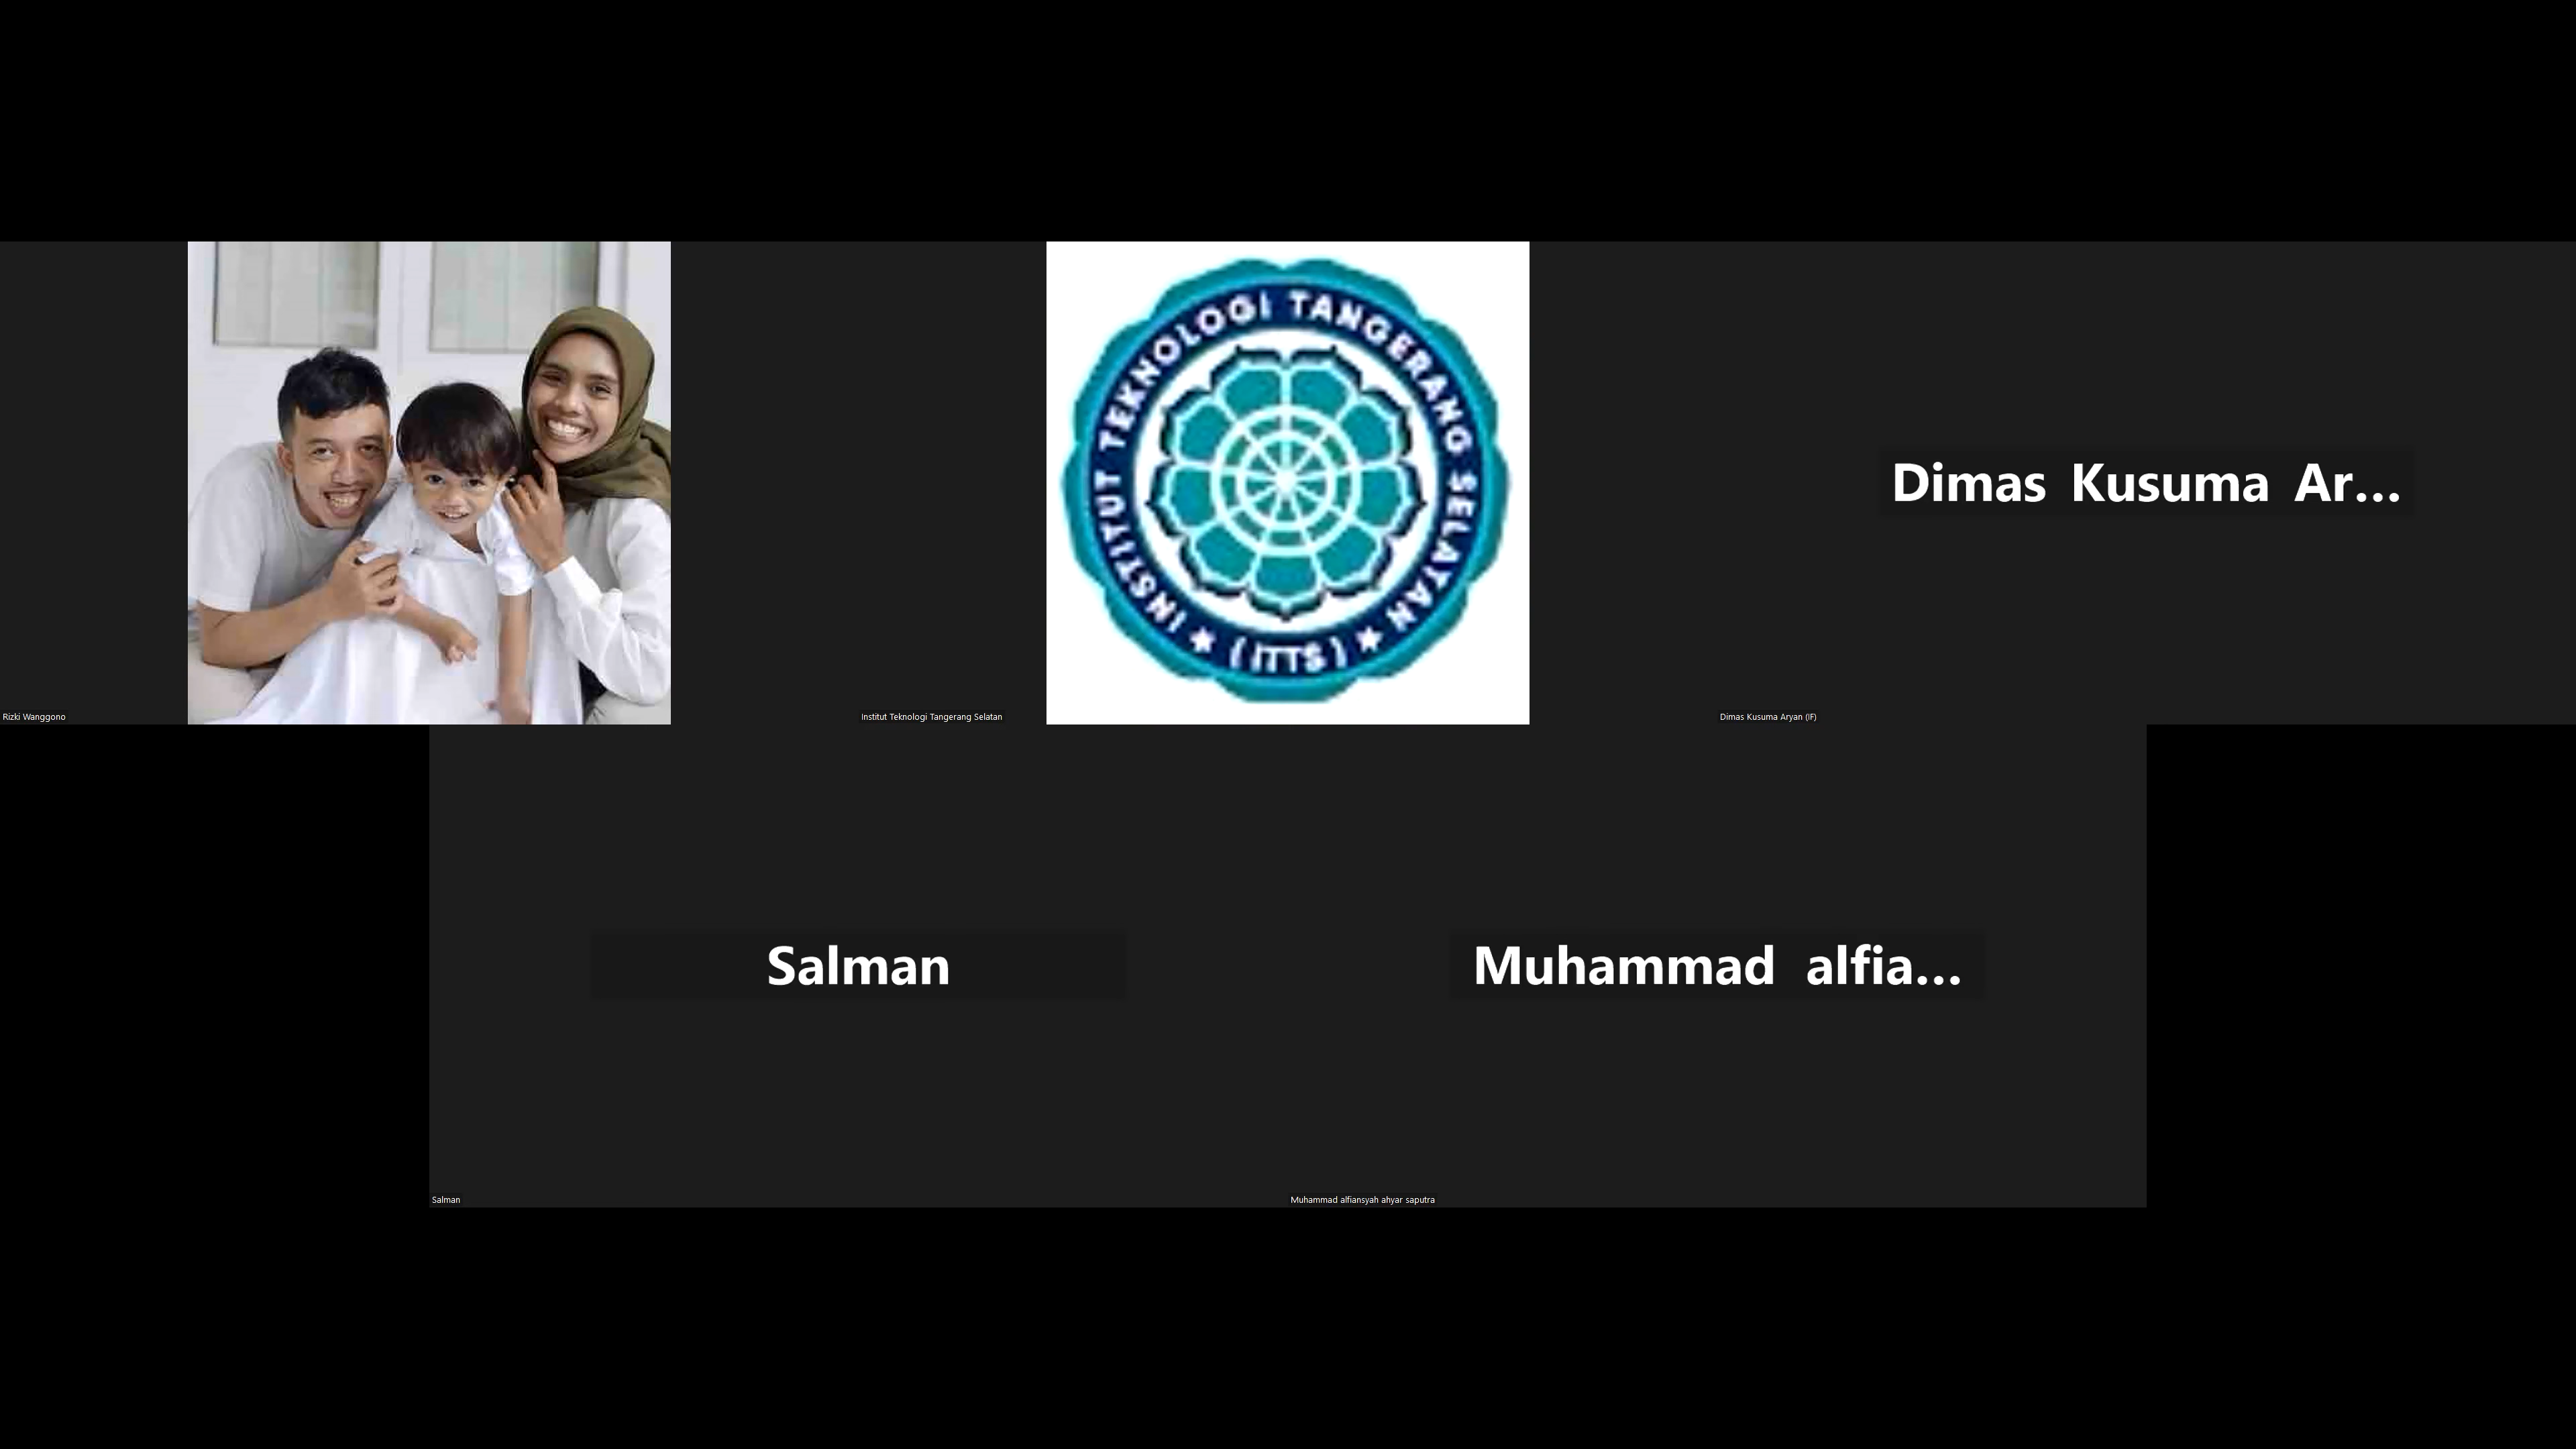 INSTITUT TEKNOLOGI TANGERANG SELATAN
(ITTS)
Dimas Kusuma Ar...
Rizki Wanggono
Institut Teknologi Tangerang Selatan
Dimas Kusuma Aryan (IF)
Salman
Muhammad alfia...
Salman
Muhammad alfiansyah ahyar saputra